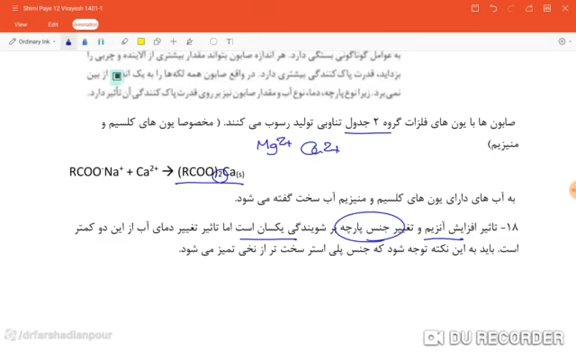 Shimi Paye 12 Virayesh 1401-1
View
Edit
Annotation
Ordinary Ink
به عوامل گوناگونی بستگی دارد. هر اندازه صابون بتواند مقدار بیشتری از آلاینده و چربی را
بزداید، قدرت پاک کنندگی بیشتری دارد. در واقع صابون همه لکه‌ها را به یک اندازه از بین
نمی‌برد. زیرا نوع پارچه، دما، نوع آب و مقدار صابون نیز بر روی قدرت پاک کنندگی آن تأثیر دارد.
صابون ها با یون های فلزات گروه ۲ جدول تناوبی تولید رسوب می کنند. ( مخصوصا یون های کلسیم و
منیزیم)
Mg2+ Ca2+
RCOO-Na+ + Ca2+ → (RCOO)2Ca(s)
به آب های دارای یون های کلسیم و منیزیم آب سخت گفته می شود.
۱۸- تاثیر افزایش آنزیم و تغییر جنس پارچه بر شویندگی یکسان است اما تاثیر تغییر دمای آب از این دو کمتر
است. باید به این نکته توجه شود که جنس پلی استر سخت تر از نخی تمیز می شود.
/drfarshadianpour
DU RECORDER